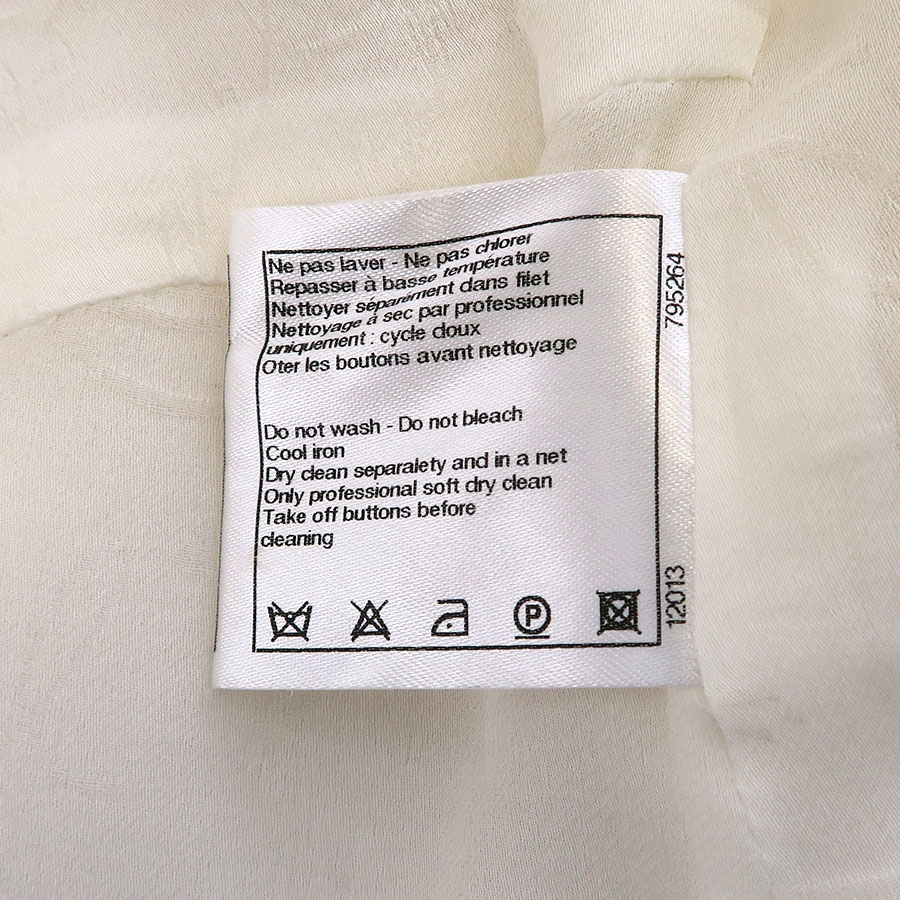 Ne pas laver - Ne pas chlorer
Repasser à basse température
Nettoyer séparément dans filet
Nettoyage à sec par professionnel
uniquement : cycle doux
Oter les boutons avant nettoyage
Do not wash - Do not bleach
Cool iron
Dry clean separalety and in a net
Only professional soft dry clean
Take off buttons before
cleaning
P
795264
12013